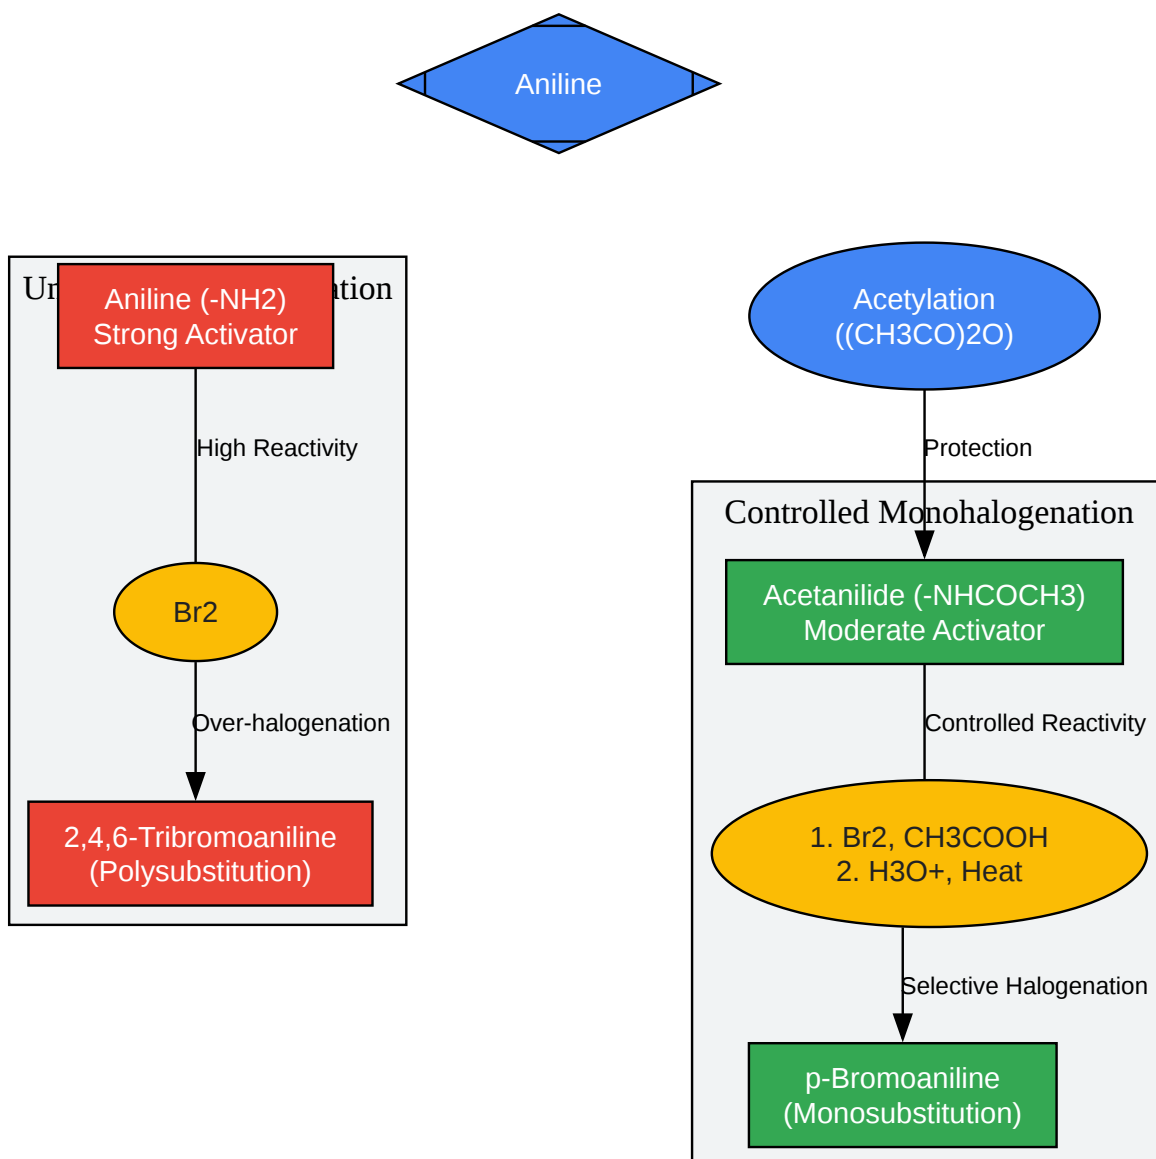 Aniline
Aniline (-NH2)
Strong Activator
High Reactivity
Br2
Over-halogenation
2,4,6-Tribromoaniline
(Polysubstitution)
Acetylation
((CH3CO)2O)
Protection
Controlled Monohalogenation
Acetanilide (-NHCOCH3)
Moderate Activator
Controlled Reactivity
1. Br2, CH3COOH
2. H3O+, Heat
Selective Halogenation
p-Bromoaniline
(Monosubstitution)